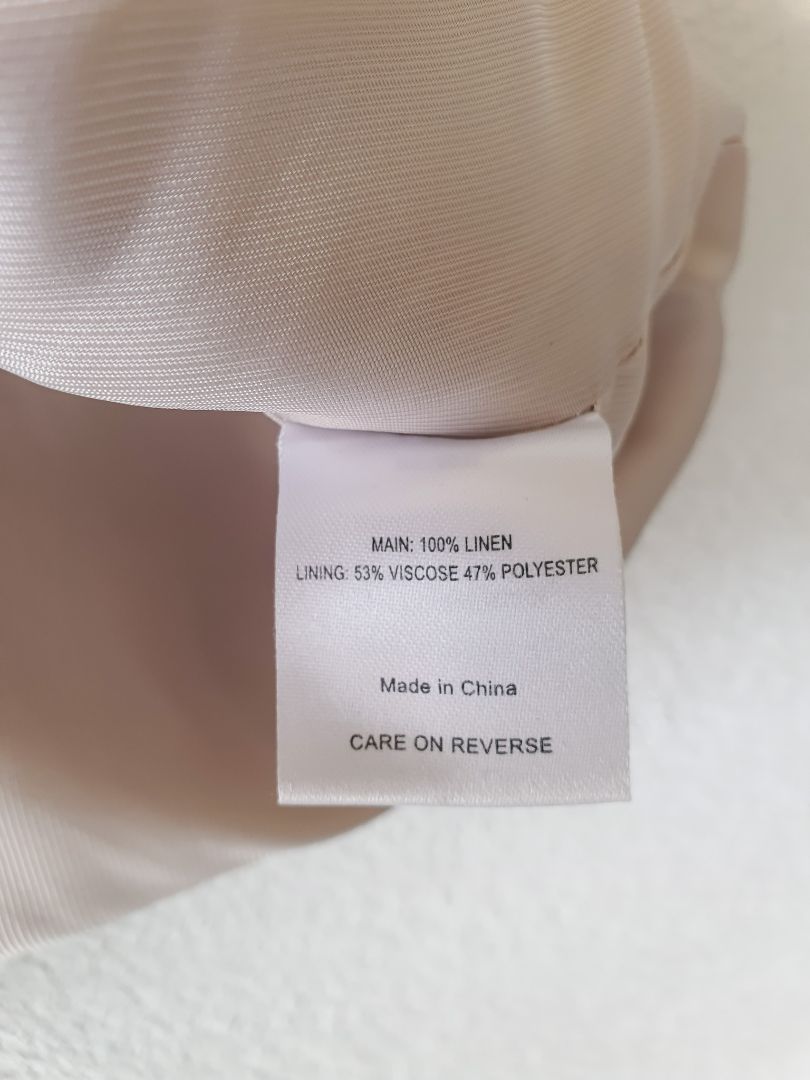 MAIN: 100% LINEN
LINING: 53% VISCOSE 47% POLYESTER
Made in China
CARE ON REVERSE